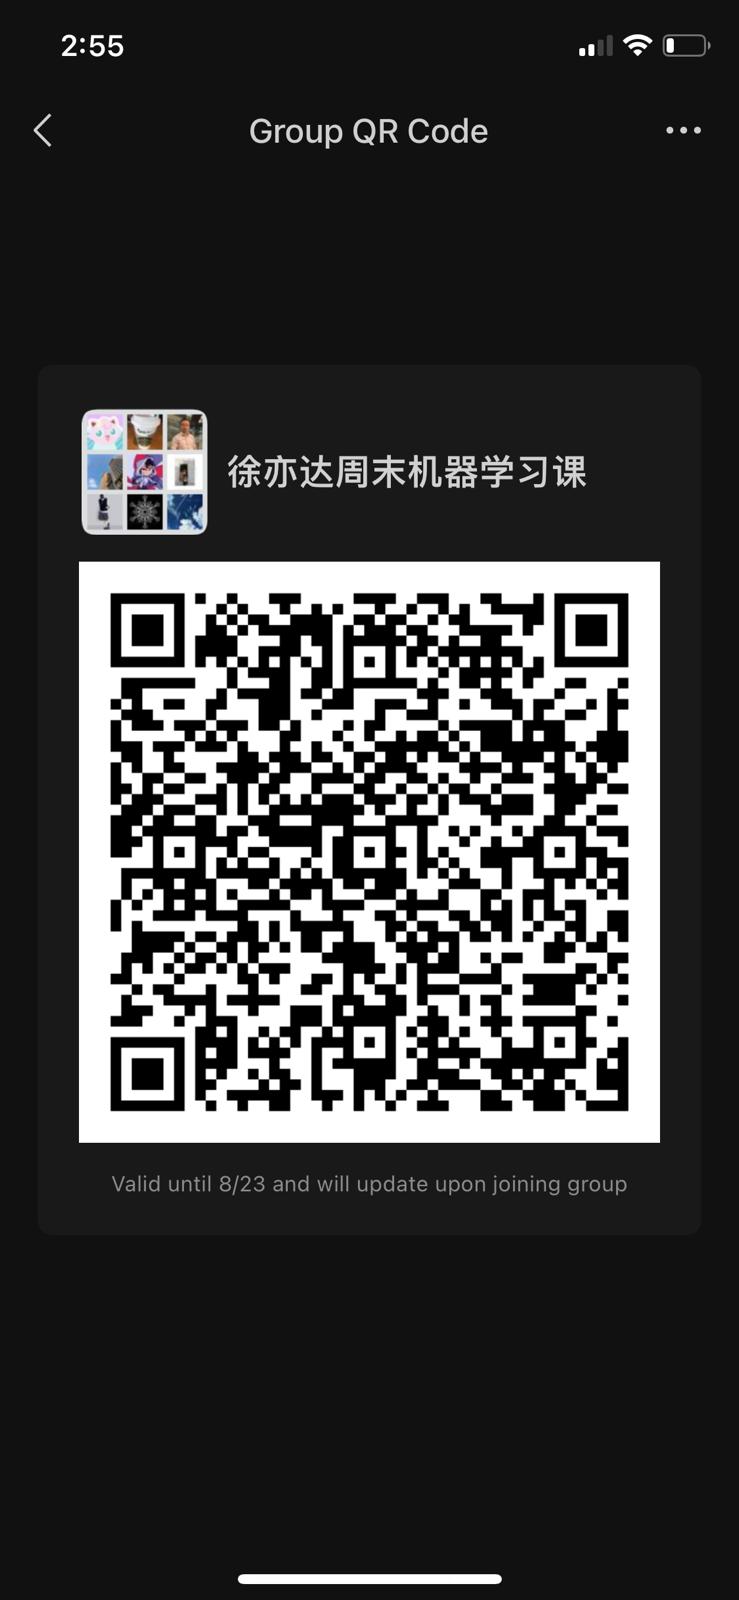 2:55
Group QR Code
徐亦达周末机器学习课
Valid until 8/23 and will update upon joining group